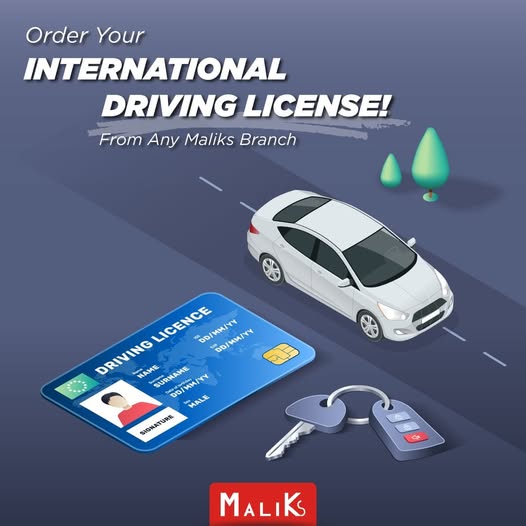 Order Your
INTERNATIONAL
DRIVING LICENSE!
From Any Maliks Branch
DRIVING LICENCE
NAME
SURNAME
DD/MM/YY
MALE
DD/MM/YY
DD/MM/YY
SIGNATURE
MALIKS